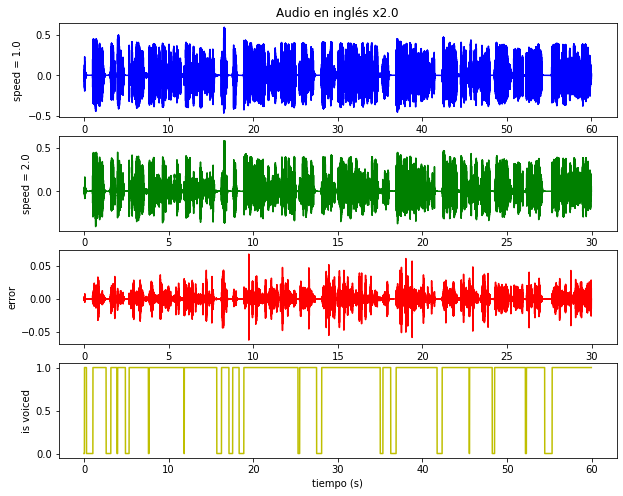 Audio en inglés x2.0
speed = 1.0
0.5
0.0
−0.5
0 10 20 30 40 50 60
speed = 2.0
0.5
0.0
0 5 10 15 20 25 30
error
0.05
0.00
−0.05
0 5 10 15 20 25 30
is voiced
1.0
0.5
0.0
0 10 20 30 40 50 60
tiempo (s)